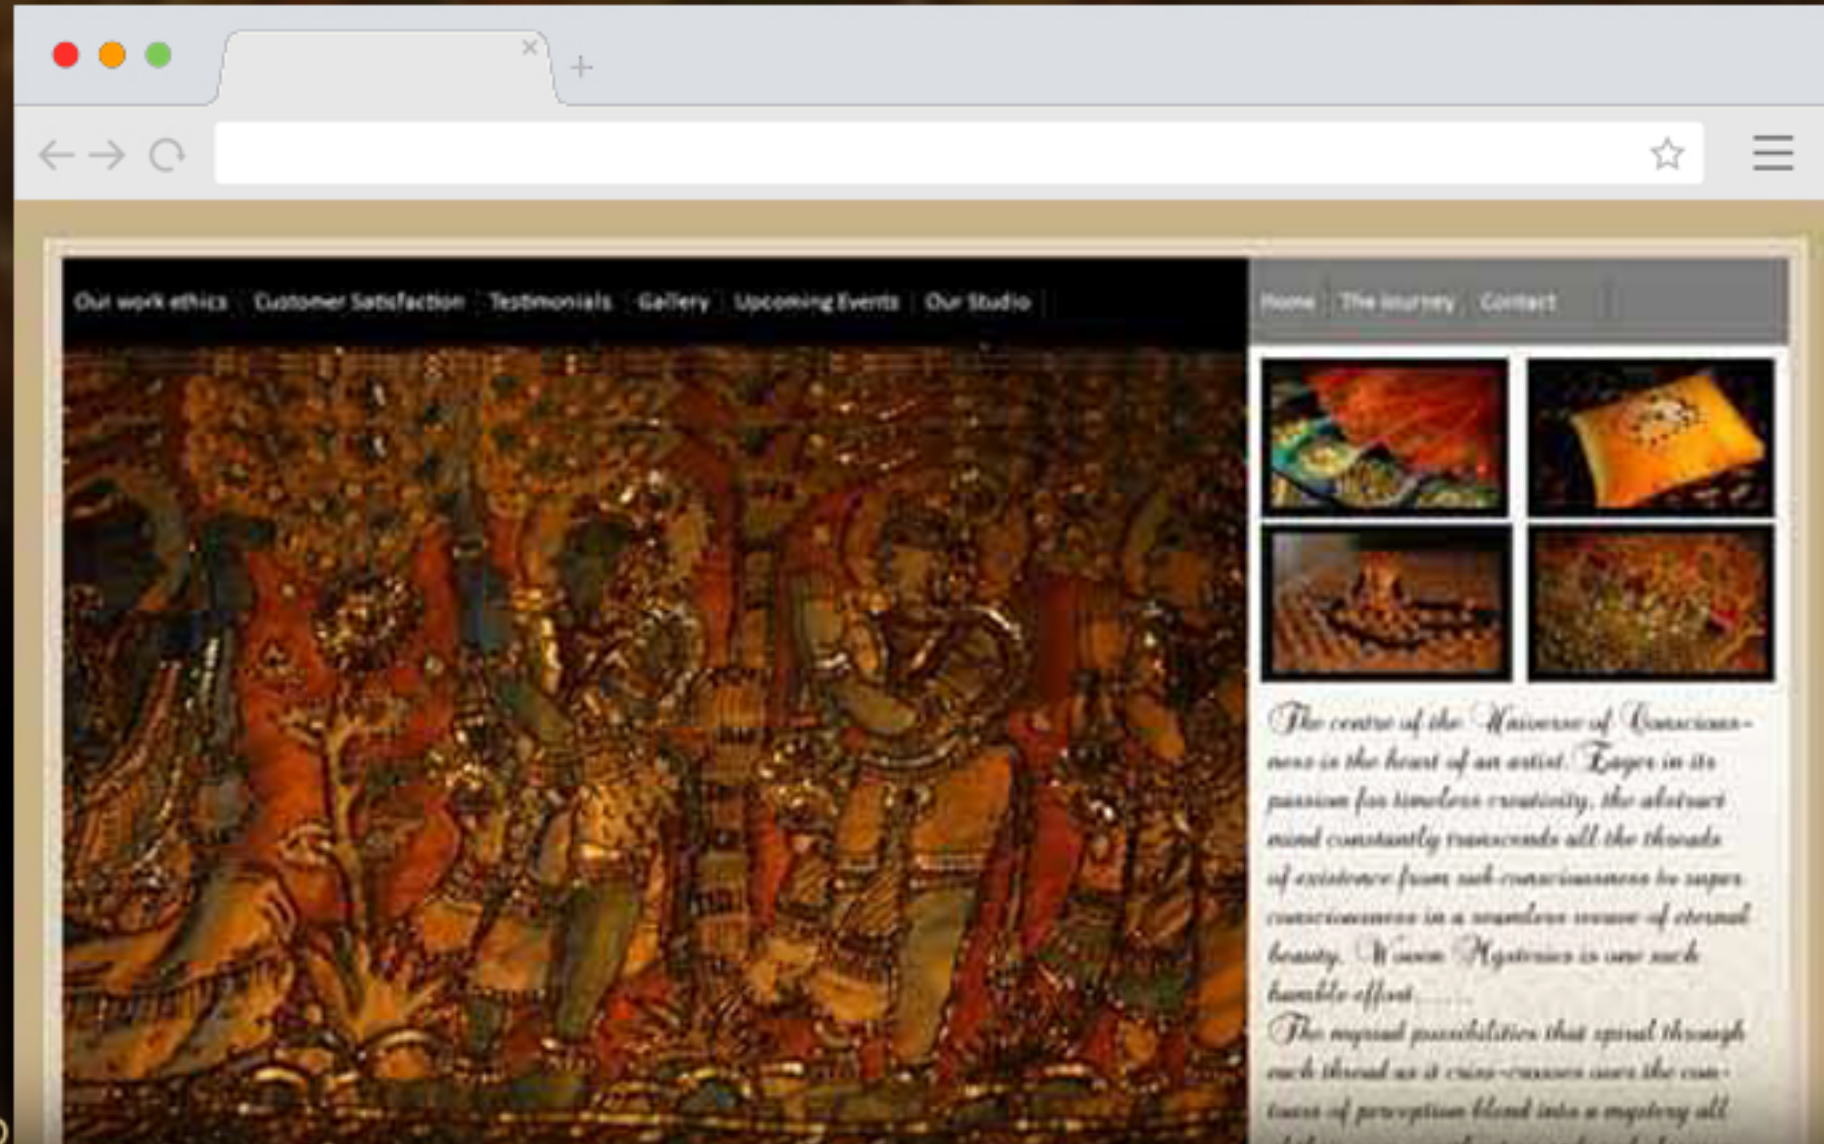 Our work ethics Customer Satisfaction Testimonials Gallery Upcoming Events Our Studio
Home The Journey Contact
The centre of the Universe of Conscious-
ness is the heart of an artist. Eager in its
passion for timeless creativity, the abstract
mind constantly transcends all the threads
of existence from sub-consciousness to super
consciousness in a seamless weave of eternal
beauty. Woven Mysteries is one such
humble effort.......
The myriad possibilities that spiral through
each thread as it criss-crosses over the con-
tours of perception blend into a mystery all